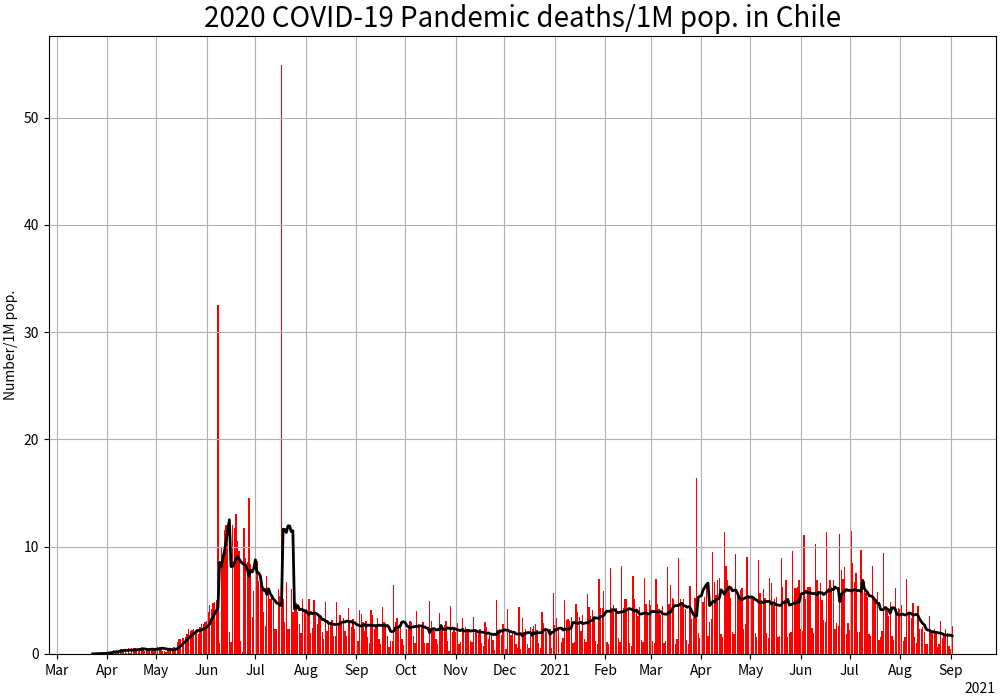 2020 COVID-19 Pandemic deaths/1M pop. in Chile
Number/1M pop.
50
40
30
20
10
0
Mar Apr May Jun Jul Aug Sep Oct Nov Dec 2021 Feb Mar Apr May Jun Jul Aug Sep
2021